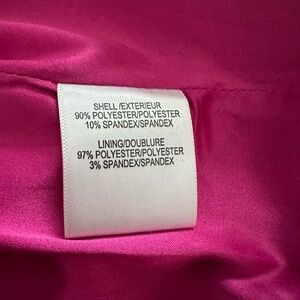 SHELL/EXTERIEUR
90% POLYESTER/POLYESTER
10% SPANDEX/SPANDEX
LINING/DOUBLURE
97% POLYESTER/POLYESTER
3% SPANDEX/SPANDEX